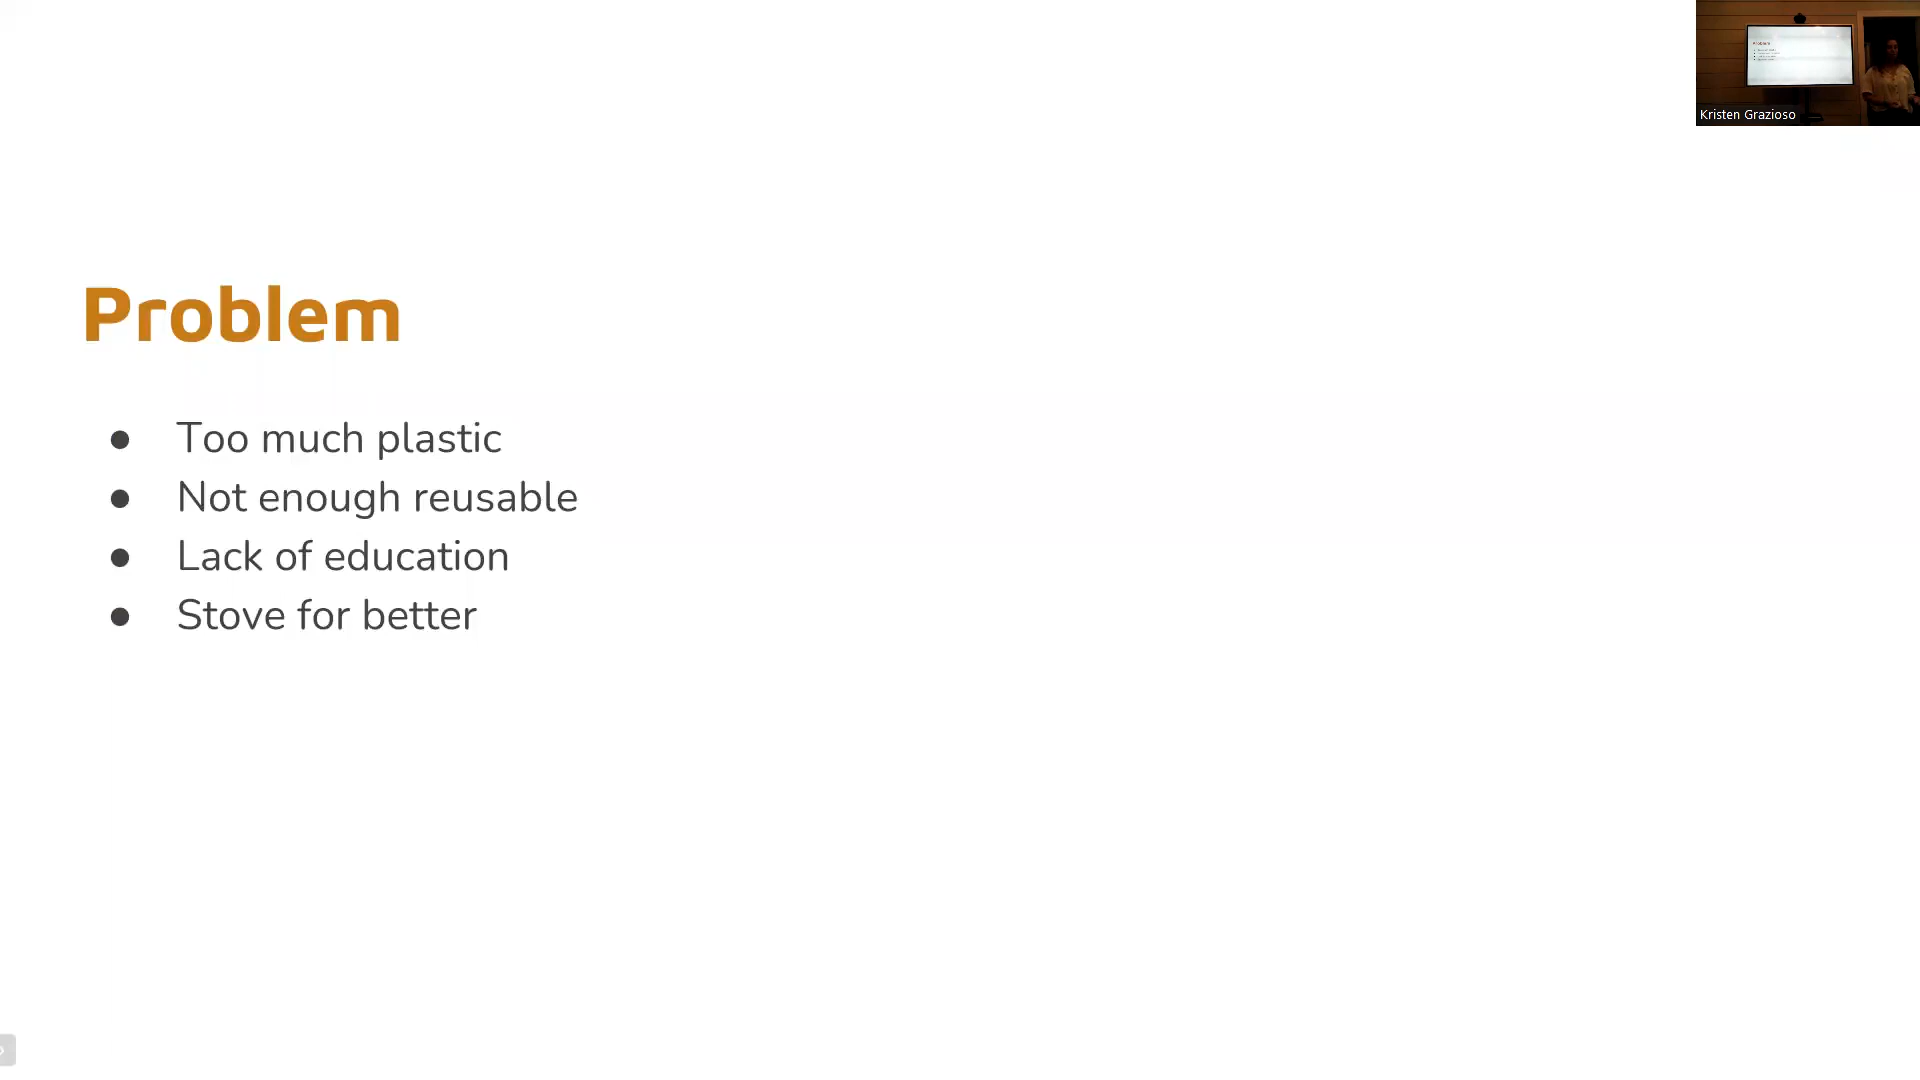 Kristen Grazioso
Problem
Too much plastic
Not enough reusable
Lack of education
Stove for better